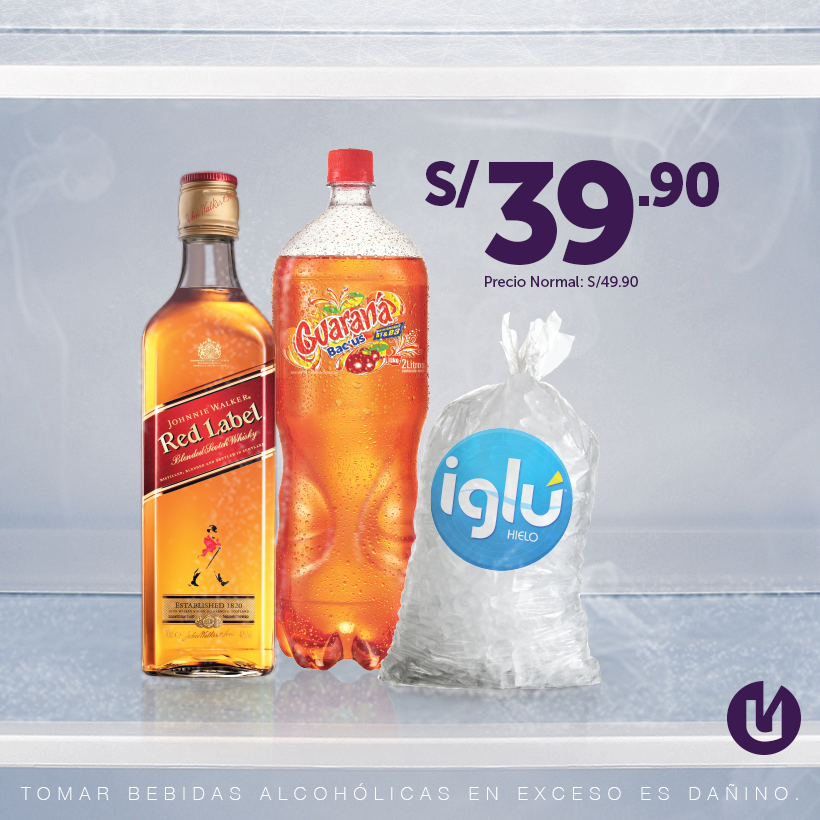 S/39.90
Precio Normal: S/49.90
JOHNNIE WALKER
Red Label
Blended Scotch Whisky
ESTABLISHED 1820
Guaraná
Backus
2Litros
iglú
HIELO
TOMAR BEBIDAS ALCOHÓLICAS EN EXCESO ES DAÑINO.